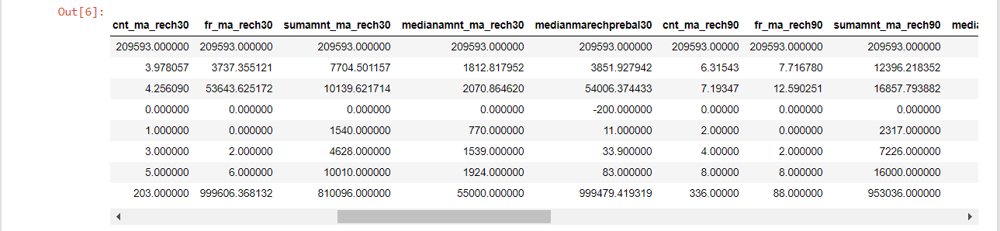 Out[6]:
cnt_ma_rech30 fr_ma_rech30 sumamnt_ma_rech30 medianamnt_ma_rech30 medianmarechprebal30 cnt_ma_rech90 fr_ma_rech90 sumamnt_ma_rech90 media
209593.000000 209593.000000 209593.000000 209593.000000 209593.000000 209593.000000 209593.000000 209593.000000
3.978057 3737.355121 7704.501157 1812.817952 3851.927942 6.31543 7.716780 12396.218352
4.256090 53643.625172 10139.621714 2070.864620 54006.374433 7.19347 12.590251 16857.793882
0.000000 0.000000 0.000000 0.000000 -200.000000 0.00000 0.000000 0.000000
1.000000 0.000000 1540.000000 770.000000 11.000000 2.00000 0.000000 2317.000000
3.000000 2.000000 4628.000000 1539.000000 33.900000 4.00000 2.000000 7226.000000
5.000000 6.000000 10010.000000 1924.000000 83.000000 8.00000 8.000000 16000.000000
203.000000 999606.368132 810096.000000 55000.000000 999479.419319 336.00000 88.000000 953036.000000